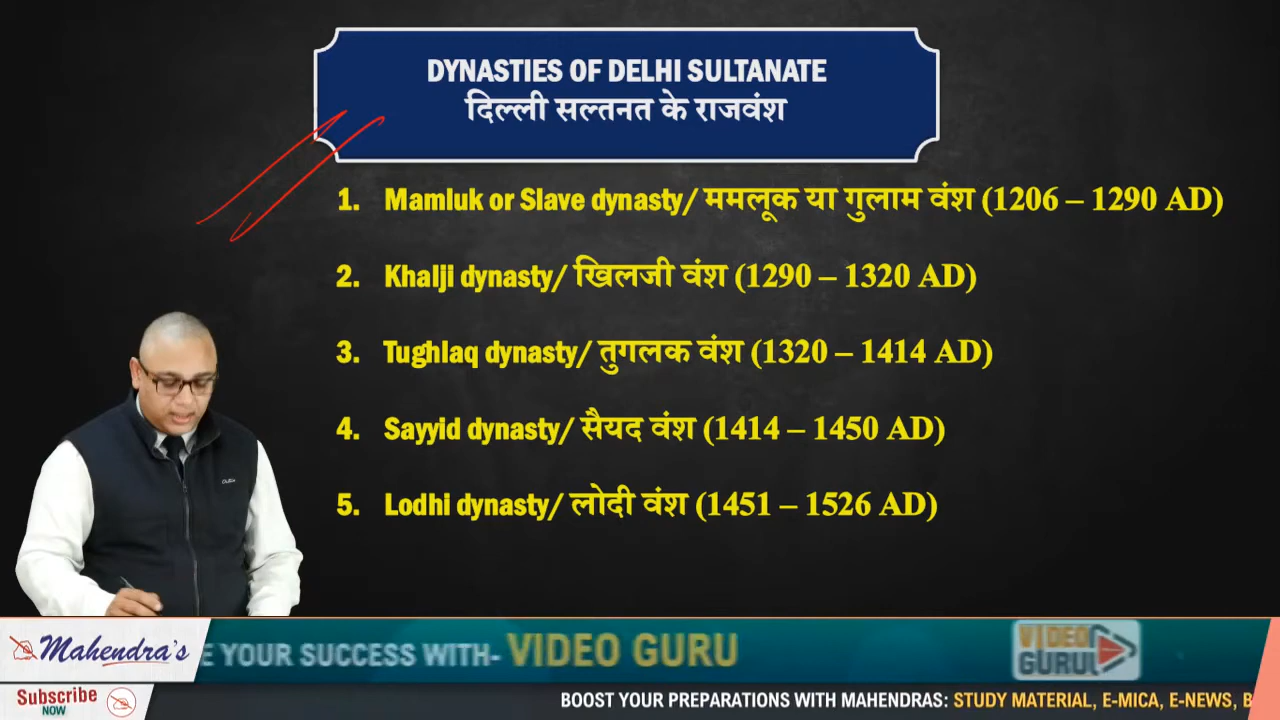 DYNASTIES OF DELHI SULTANATE
दिल्ली सल्तनत के राजवंश
1. Mamluk or Slave dynasty/ ममलूक या गुलाम वंश (1206 – 1290 AD)
2. Khalji dynasty/ खिलजी वंश (1290 – 1320 AD)
3. Tughlaq dynasty/ तुगलक वंश (1320 – 1414 AD)
4. Sayyid dynasty/ सैयद वंश (1414 – 1450 AD)
5. Lodhi dynasty/ लोदी वंश (1451 – 1526 AD)
Mahendra's
E YOUR SUCCESS WITH- VIDEO GURU
VIDEO
GURU
Subscribe
NOW
BOOST YOUR PREPARATIONS WITH MAHENDRAS: STUDY MATERIAL, E-MICA, E-NEWS, B